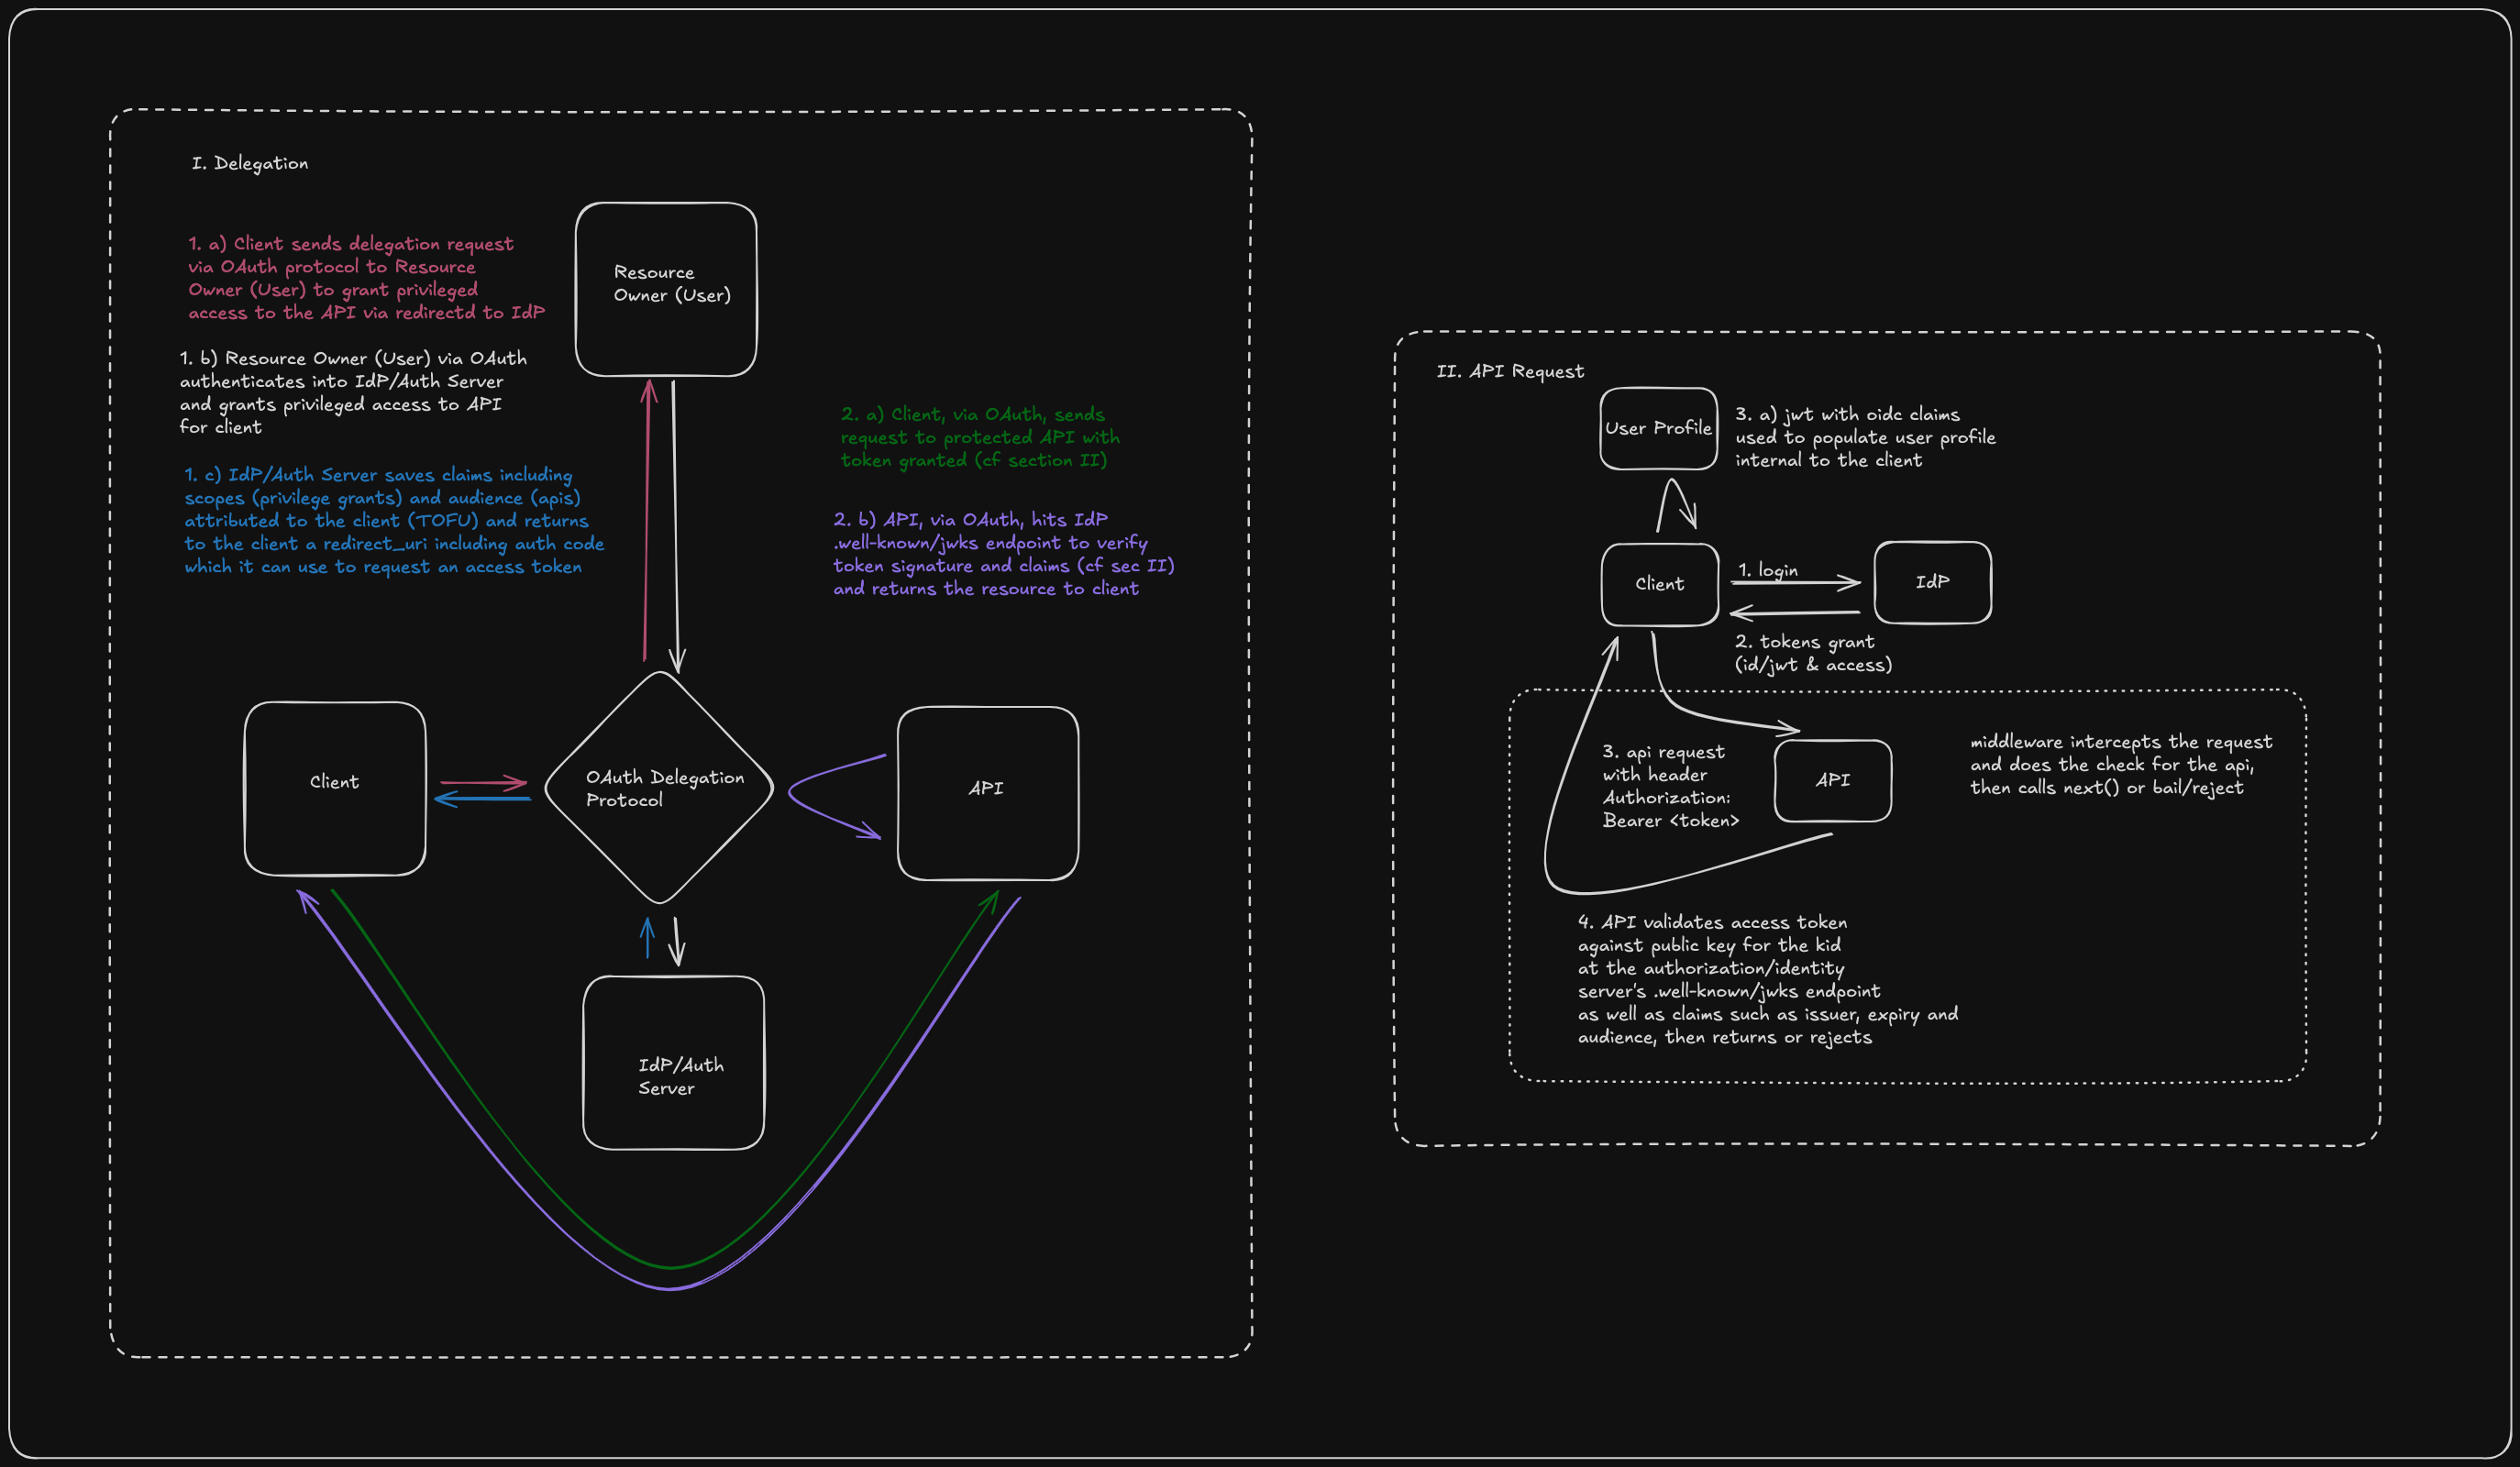 I. Delegation
1. a) Client sends delegation request
via OAuth protocol to Resource
Owner (User) to grant privileged
access to the API via redirectd to IdP
1. b) Resource Owner (User) via OAuth
authenticates into IdP/Auth Server
and grants privileged access to API
for client
1. c) IdP/Auth Server saves claims including
scopes (privilege grants) and audience (apis)
attributed to the client (TOFU) and returns
to the client a redirect_uri including auth code
which it can use to request an access token
Resource
Owner (User)
2. a) Client, via OAuth, sends
request to protected API with
token granted (cf section II)
2. b) API, via OAuth, hits IdP
.well-known/jwks endpoint to verify
token signature and claims (cf sec II)
and returns the resource to client
Client
OAuth Delegation
Protocol
API
IdP/Auth
Server
II. API Request
User Profile
3. a) jwt with oidc claims
used to populate user profile
internal to the client
Client
1. login
IdP
2. tokens grant
(id/jwt & access)
3. api request
with header
Authorization:
Bearer <token>
API
middleware intercepts the request
and does the check for the api,
then calls next() or bail/reject
4. API validates access token
against public key for the kid
at the authorization/identity
server's .well-known/jwks endpoint
as well as claims such as issuer, expiry and
audience, then returns or rejects